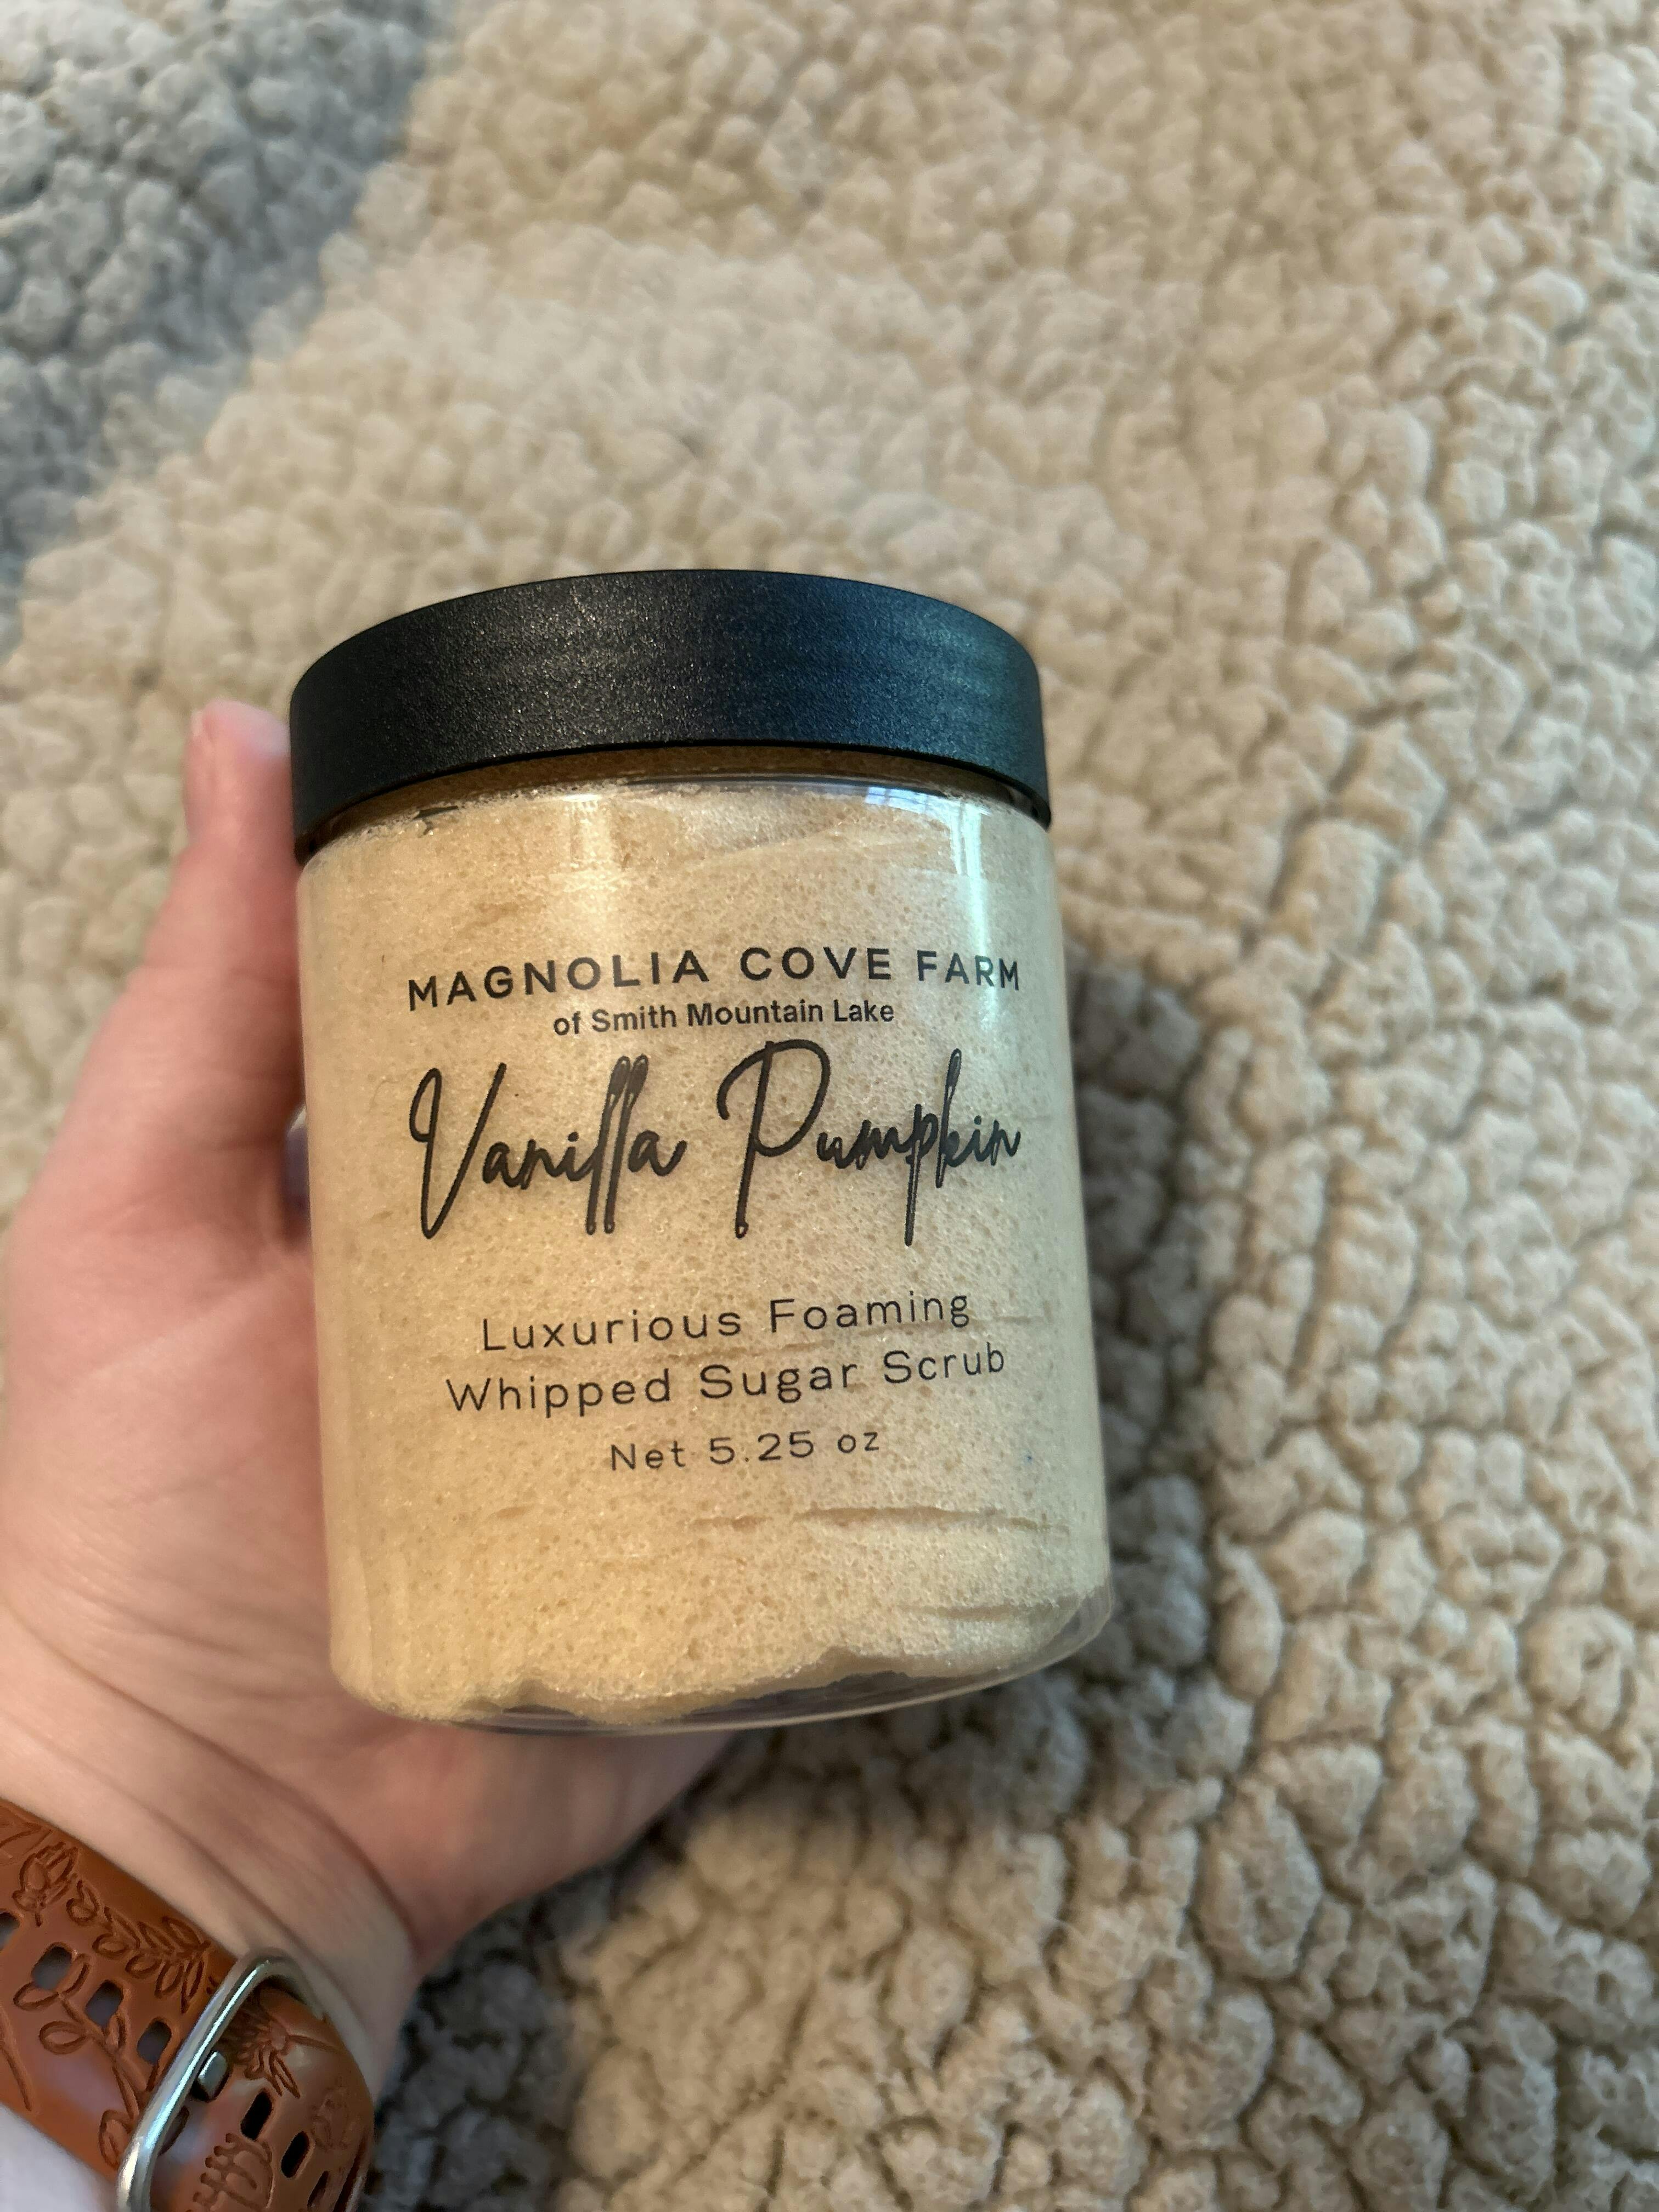 MAGNOLIA COVE FARM
of Smith Mountain Lake
Vanilla Pumpkin
Luxurious Foaming
Whipped Sugar Scrub
Net 5.25 oz